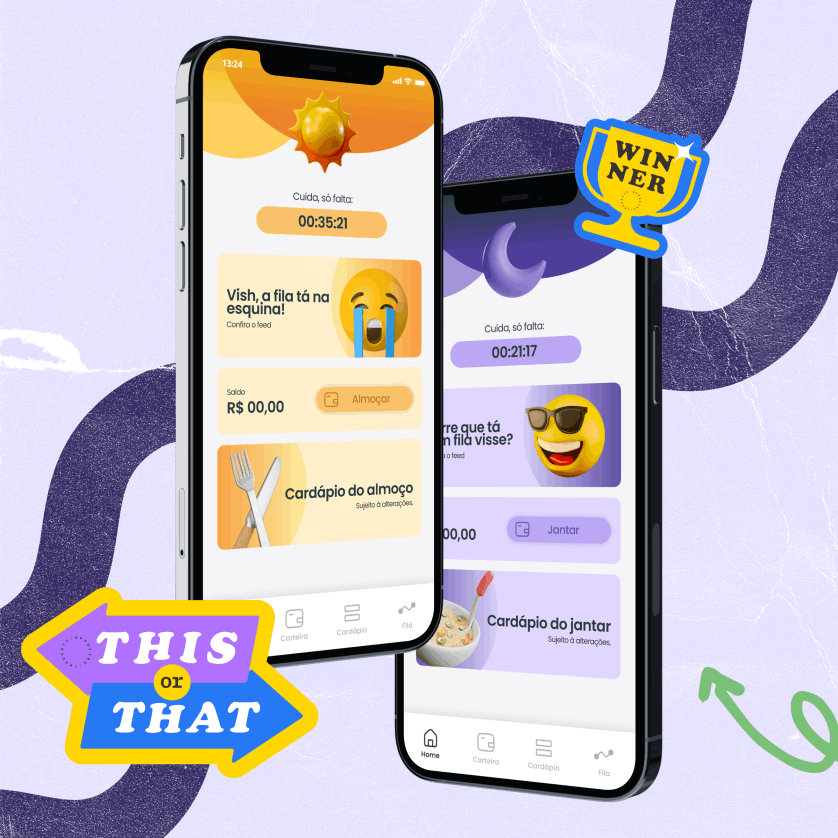 13:24
Cuida, só falta:
00:35:21
Vish, a fila tá na
esquina!
Confira o feed
Saldo
R$ 00,00
Almoçar
Cardápio do almoço
Sujeito à alterações.
Carteira
Cardápio
Fila
WIN
NER
Cuida, só falta:
00:21:17
rre que tá
m fila visse?
o feed
00,00
Jantar
Cardápio do jantar
Sujeito à alterações.
Home
Carteira
Cardápio
Fila
THIS
or
THAT